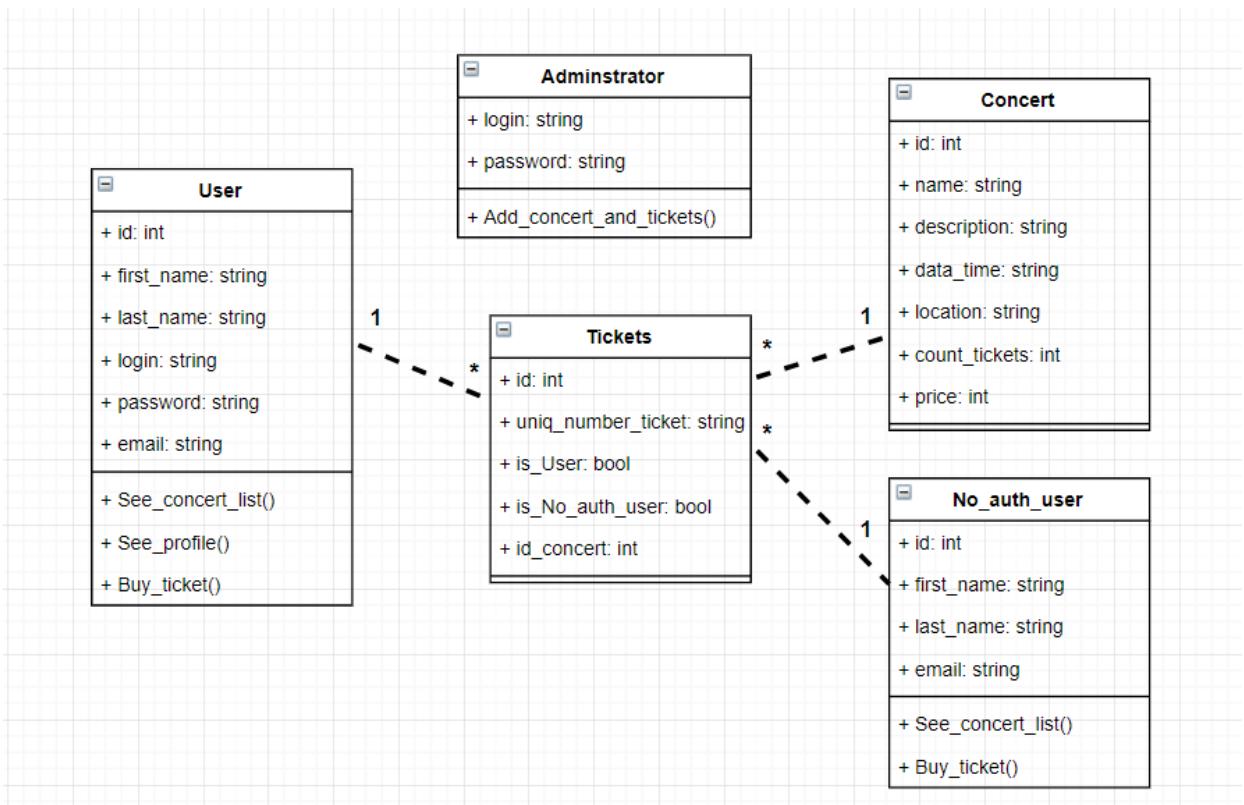 Adminstrator
+ login: string
+ password: string
+ Add_concert_and_tickets()
Concert
+ id: int
+ name: string
+ description: string
+ data_time: string
+ location: string
+ count_tickets: int
+ price: int
User
+ id: int
+ first_name: string
+ last_name: string
+ login: string
+ password: string
+ email: string
+ See_concert_list()
+ See_profile()
+ Buy_ticket()
1
*
Tickets
+ id: int
+ uniq_number_ticket: string
+ is_User: bool
+ is_No_auth_user: bool
+ id_concert: int
*
1
*
1
No_auth_user
+ id: int
+ first_name: string
+ last_name: string
+ email: string
+ See_concert_list()
+ Buy_ticket()